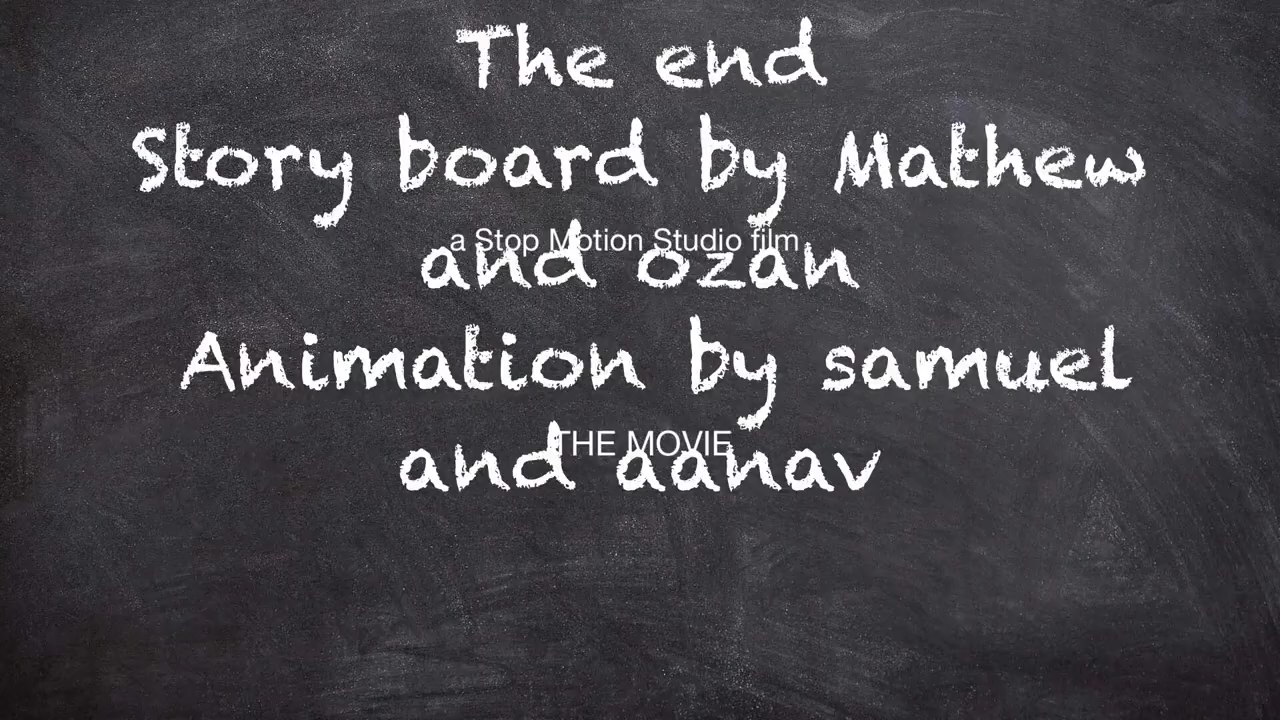 The end
Story board by Mathew
a Stop Motion Studio film
and ozan
Animation by samuel
THE MOVIE
and aanav